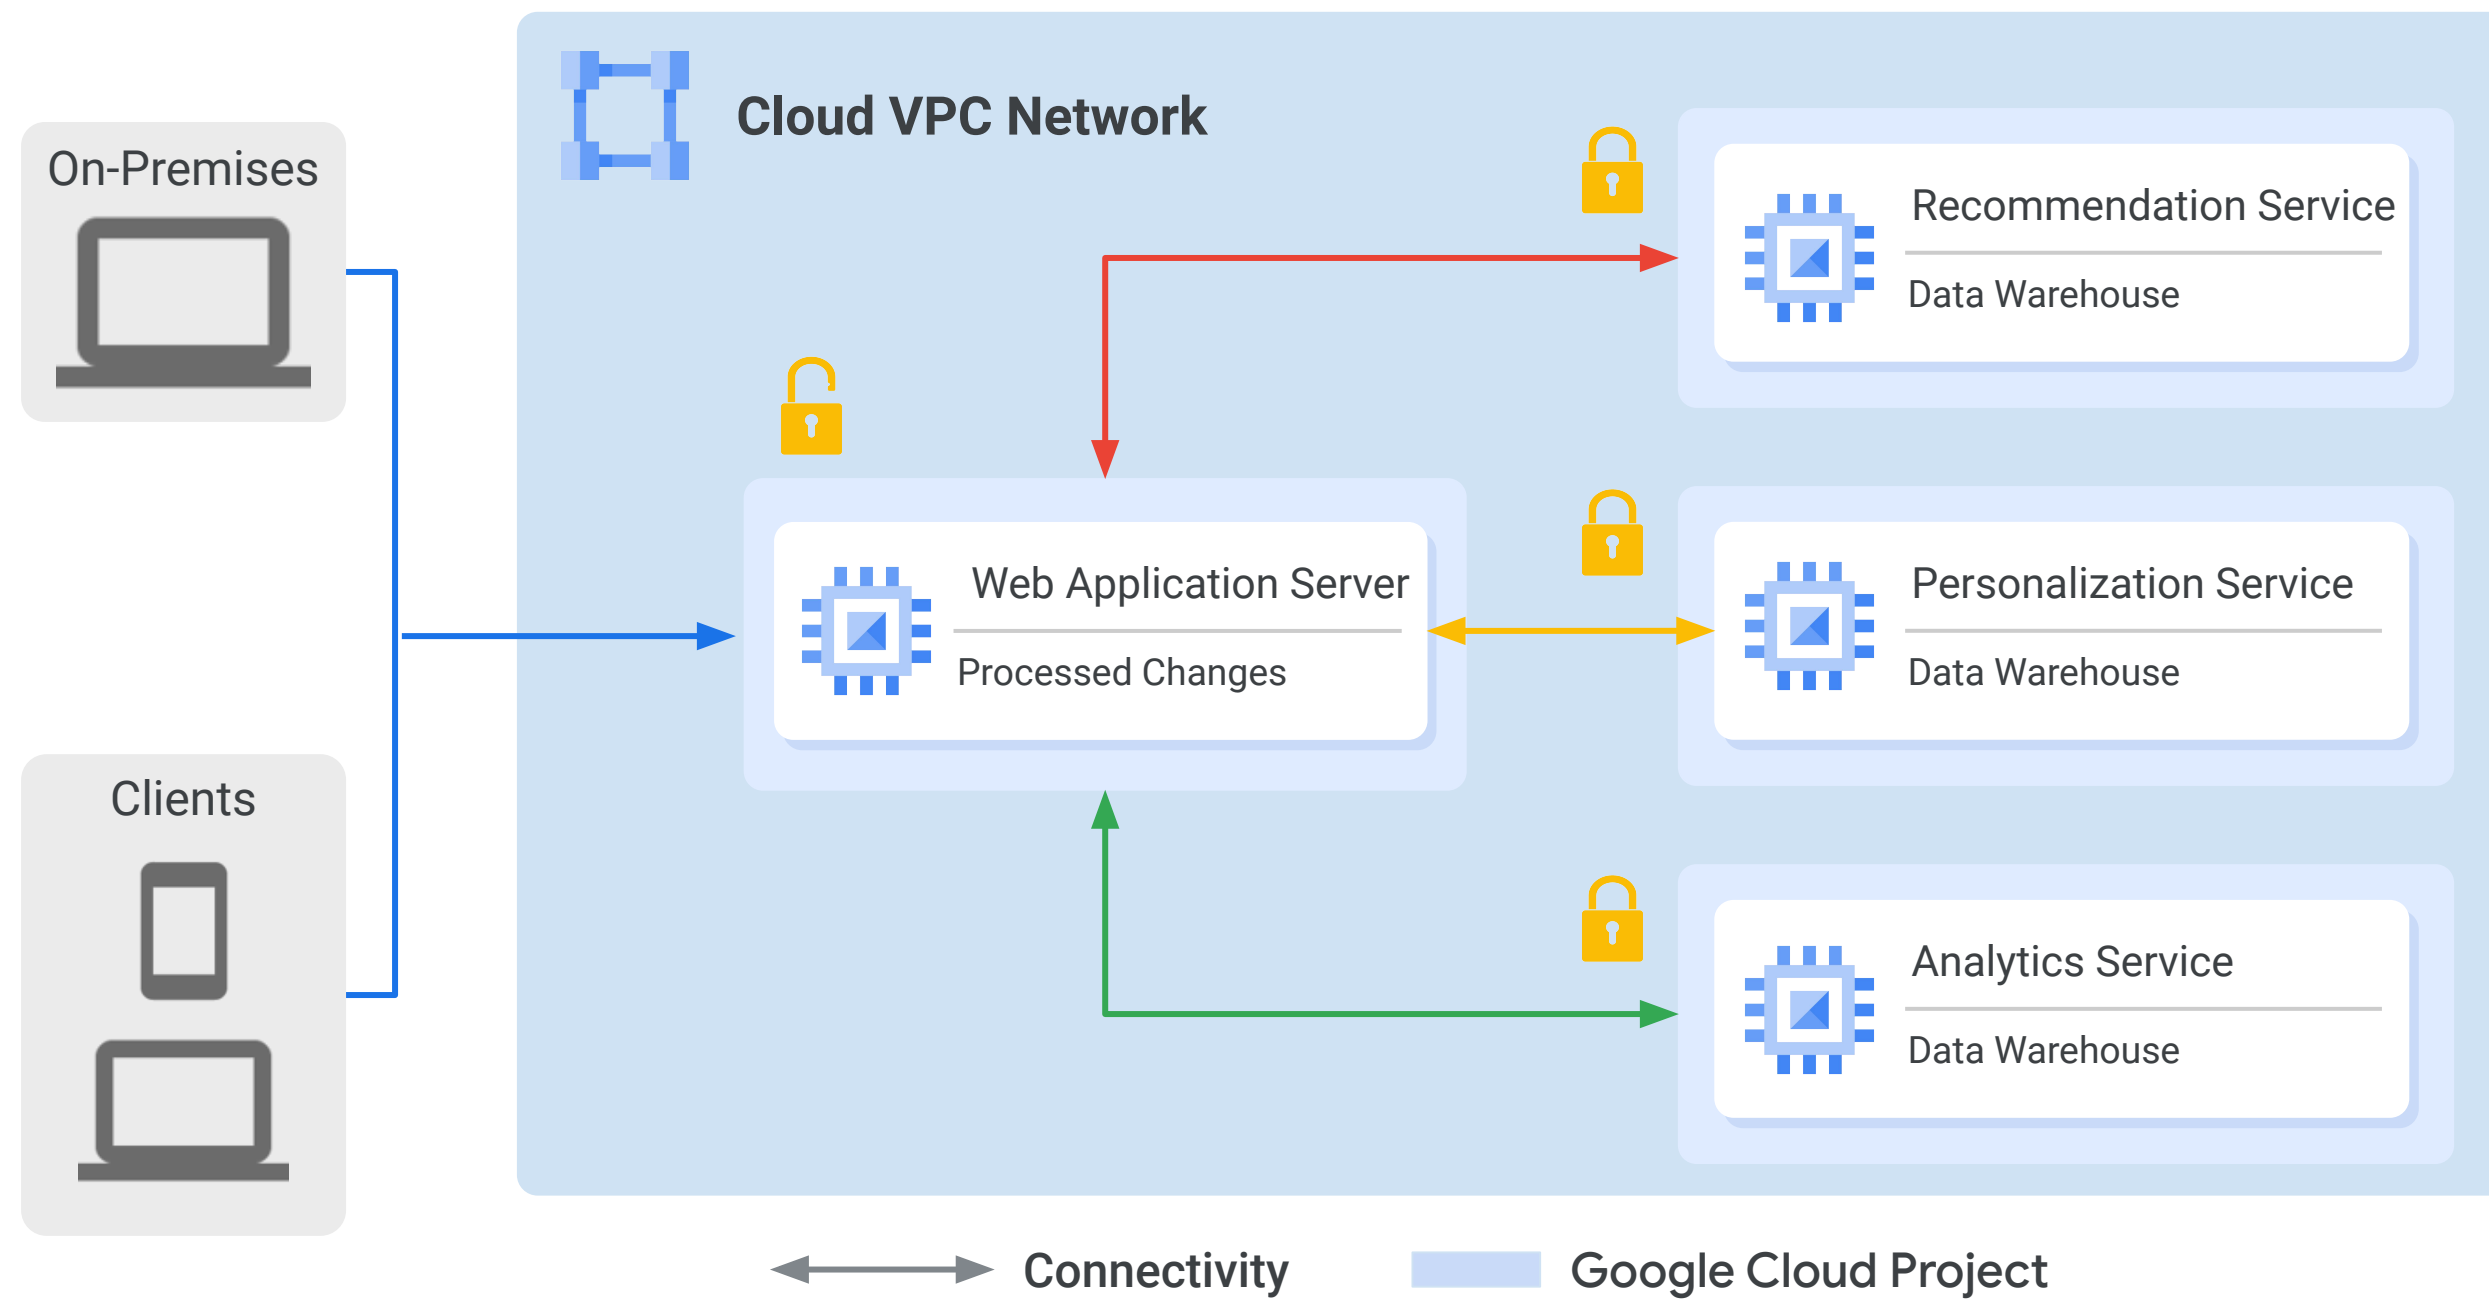 On-Premises
Clients
Cloud VPC Network
Web Application Server
Processed Changes
Recommendation Service
Data Warehouse
Personalization Service
Data Warehouse
Analytics Service
Data Warehouse
Connectivity
Google Cloud Project